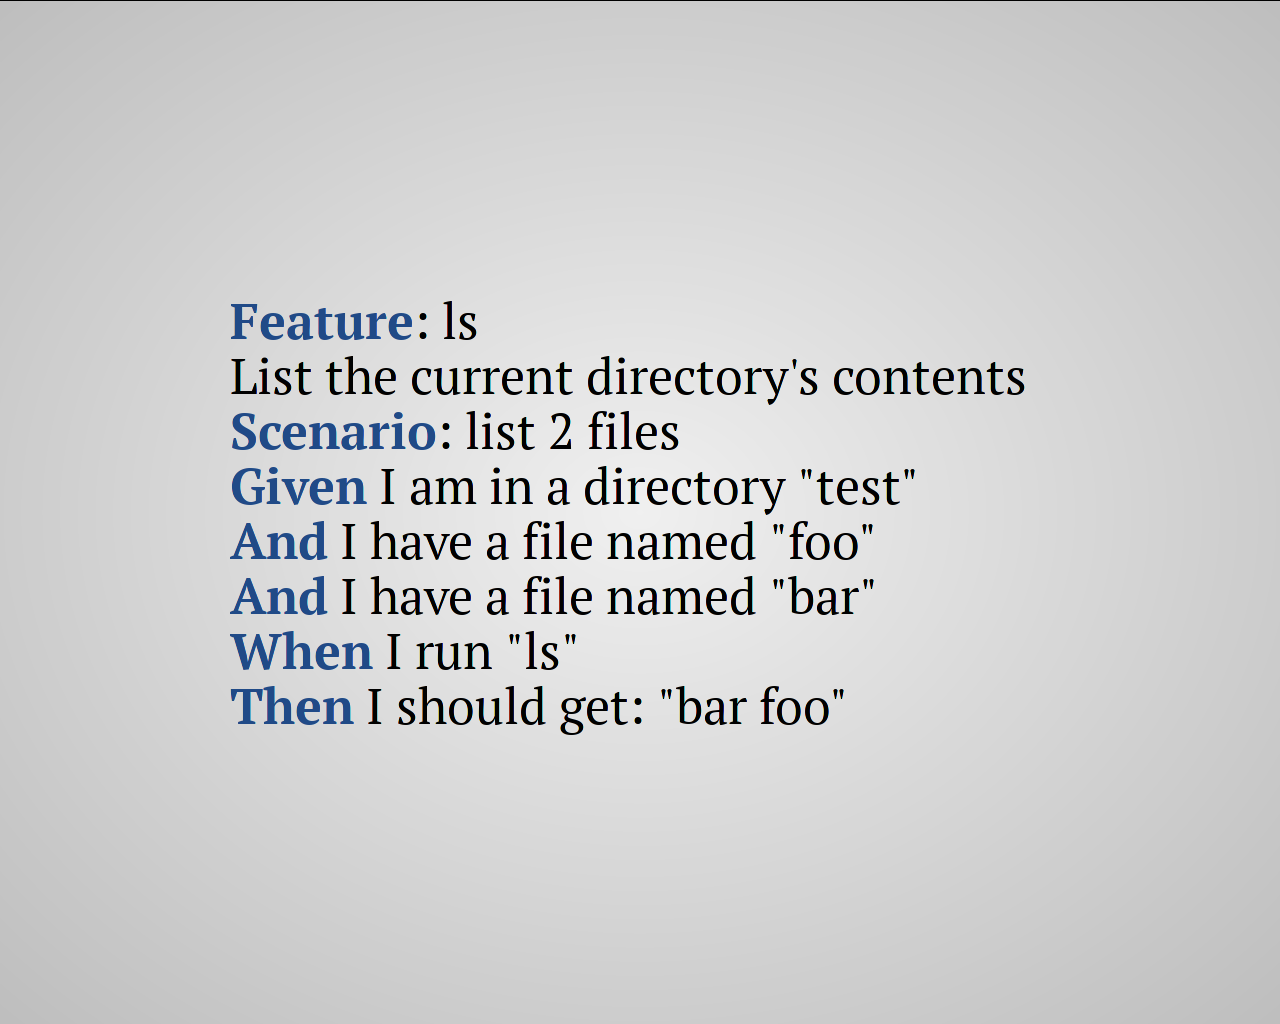 Feature: ls
List the current directory's contents
Scenario: list 2 files
Given I am in a directory "test"
And I have a file named "foo"
And I have a file named "bar"
When I run "ls"
Then I should get: "bar foo"